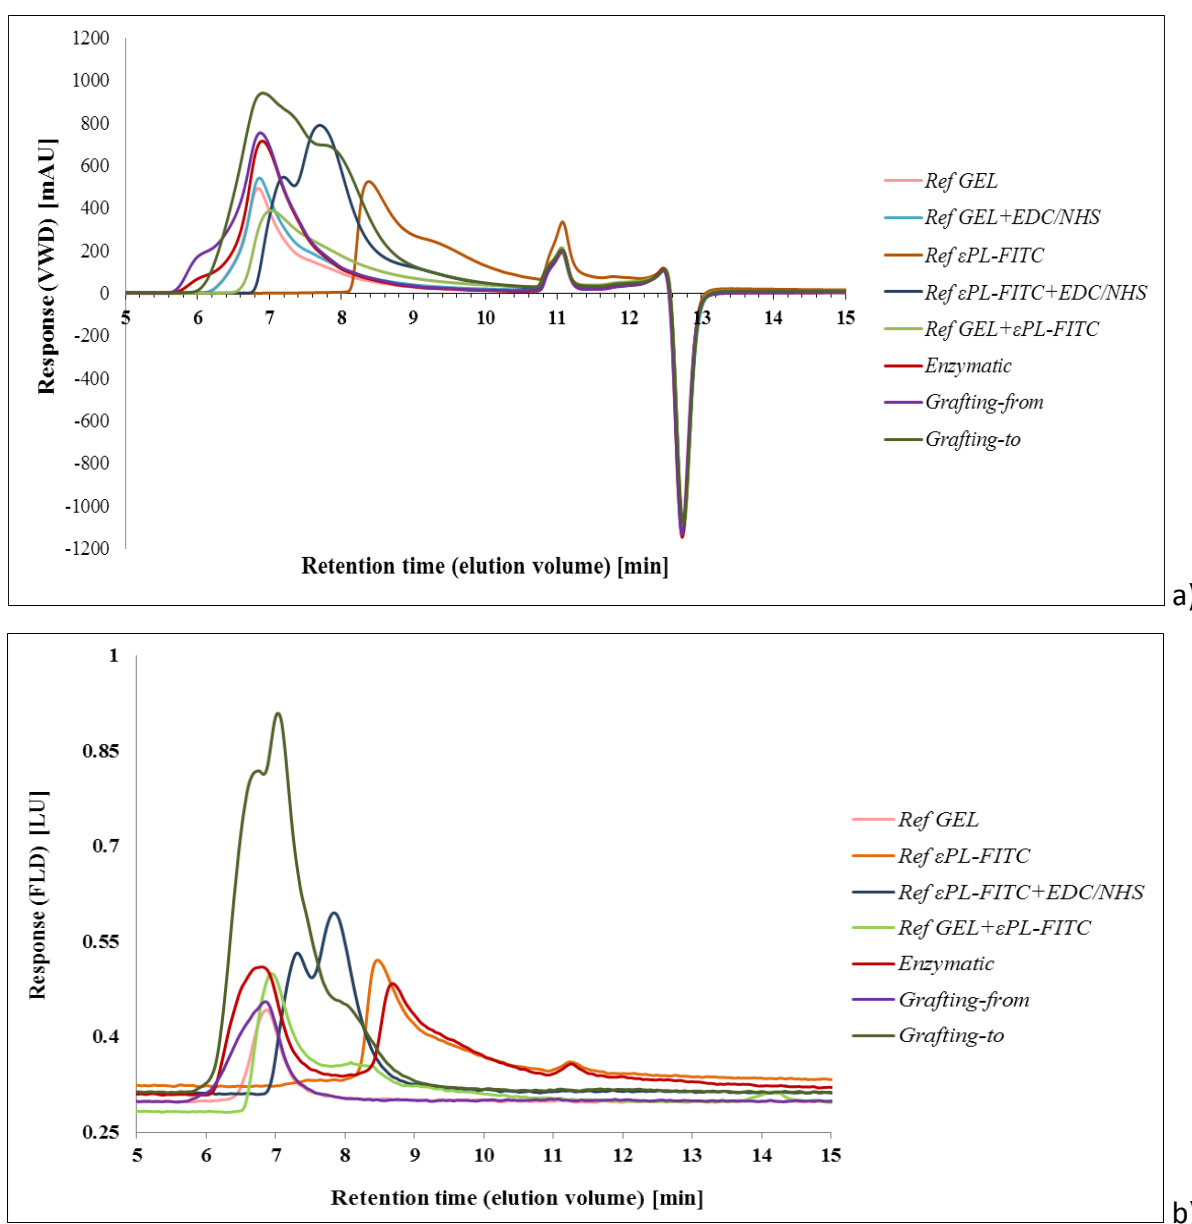 1200
1000
800
600
400
200
0
-200
-400
-600
-800
-1000
-1200
Response (VWD) [mAU]
5 6 7 8 9 10 11 12 13 14 15
Retention time (elution volume) [min]
Ref GEL
Ref GEL+EDC/NHS
Ref εPL-FITC
Ref εPL-FITC+EDC/NHS
Ref GEL+εPL-FITC
Enzymatic
Grafting-from
Grafting-to
a)
1
0.85
0.7
0.55
0.4
0.25
Response (FLD) [LU]
5 6 7 8 9 10 11 12 13 14 15
Retention time (elution volume) [min]
Ref GEL
Ref εPL-FITC
Ref εPL-FITC+EDC/NHS
Ref GEL+εPL-FITC
Enzymatic
Grafting-from
Grafting-to
b)